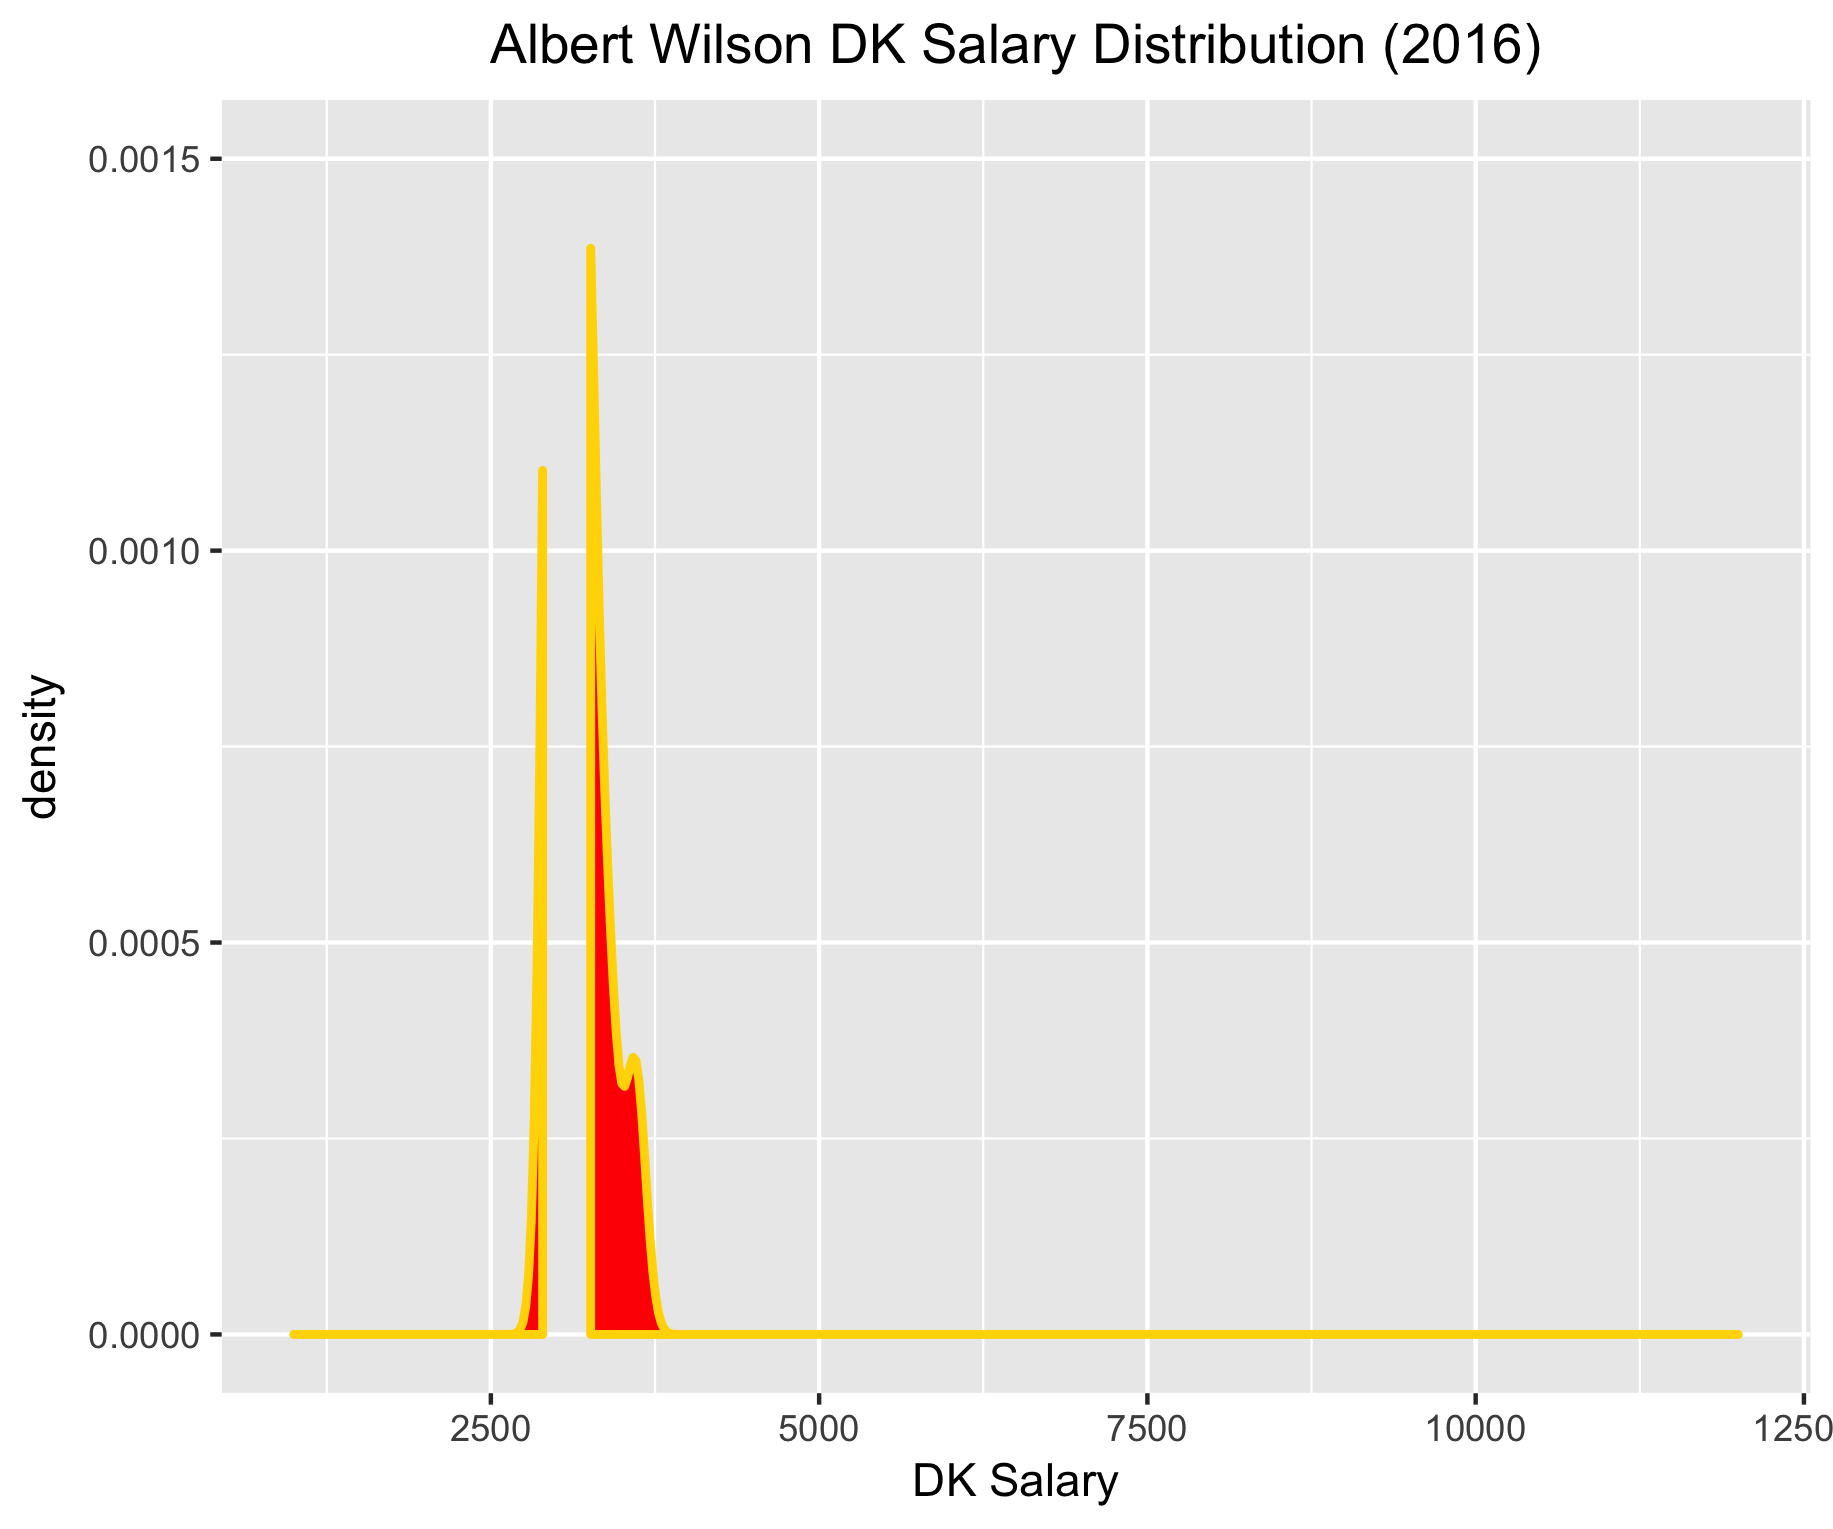 Albert Wilson DK Salary Distribution (2016)
0.0015
0.0010
0.0005
0.0000
density
2500 5000 7500 10000 1250
DK Salary